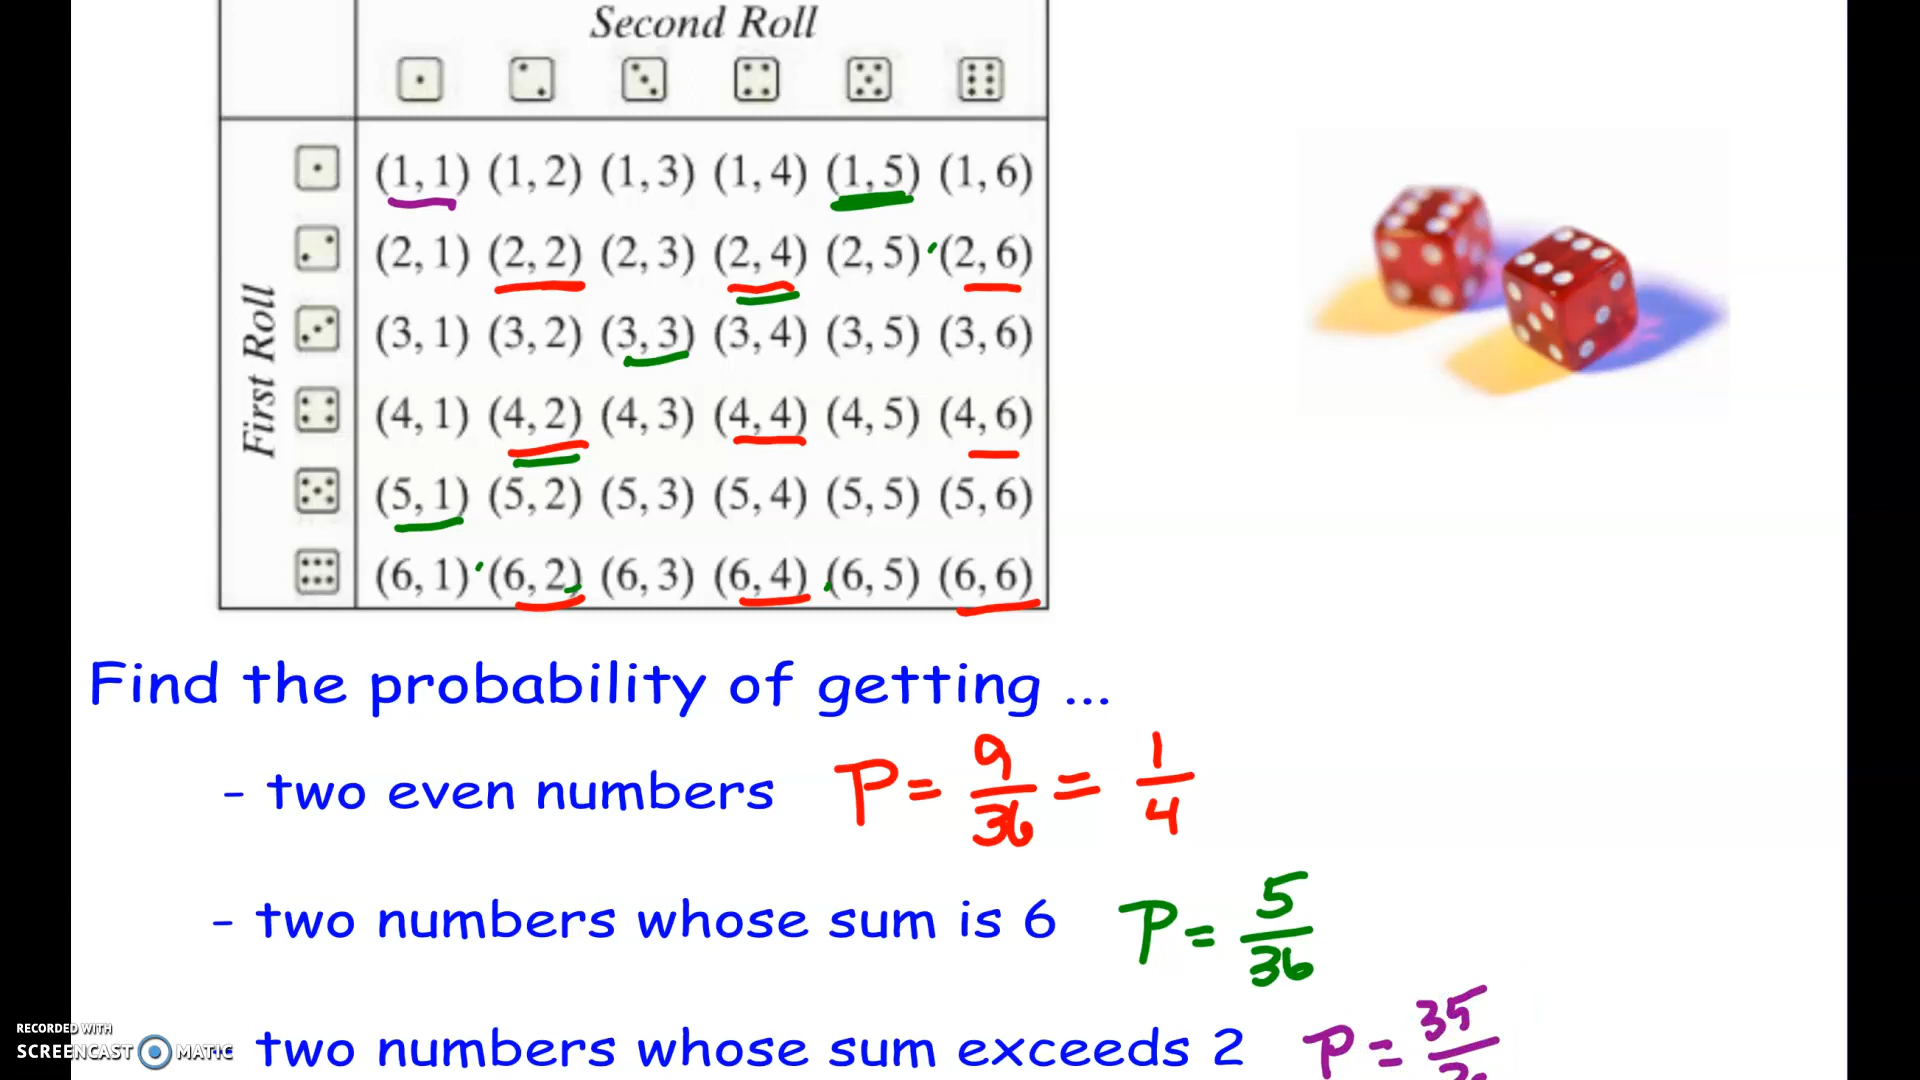 Second Roll
First Roll
(1, 1) (1, 2) (1, 3) (1, 4) (1, 5) (1, 6)
(2, 1) (2, 2) (2, 3) (2, 4) (2, 5) (2, 6)
(3, 1) (3, 2) (3, 3) (3, 4) (3, 5) (3, 6)
(4, 1) (4, 2) (4, 3) (4, 4) (4, 5) (4, 6)
(5, 1) (5, 2) (5, 3) (5, 4) (5, 5) (5, 6)
(6, 1) (6, 2) (6, 3) (6, 4) (6, 5) (6, 6)
Find the probability of getting ...
- two even numbers P = 9/36 = 1/4
- two numbers whose sum is 6 P = 5/36
- two numbers whose sum exceeds 2 P = 35/
RECORDED WITH
SCREENCAST MATIC